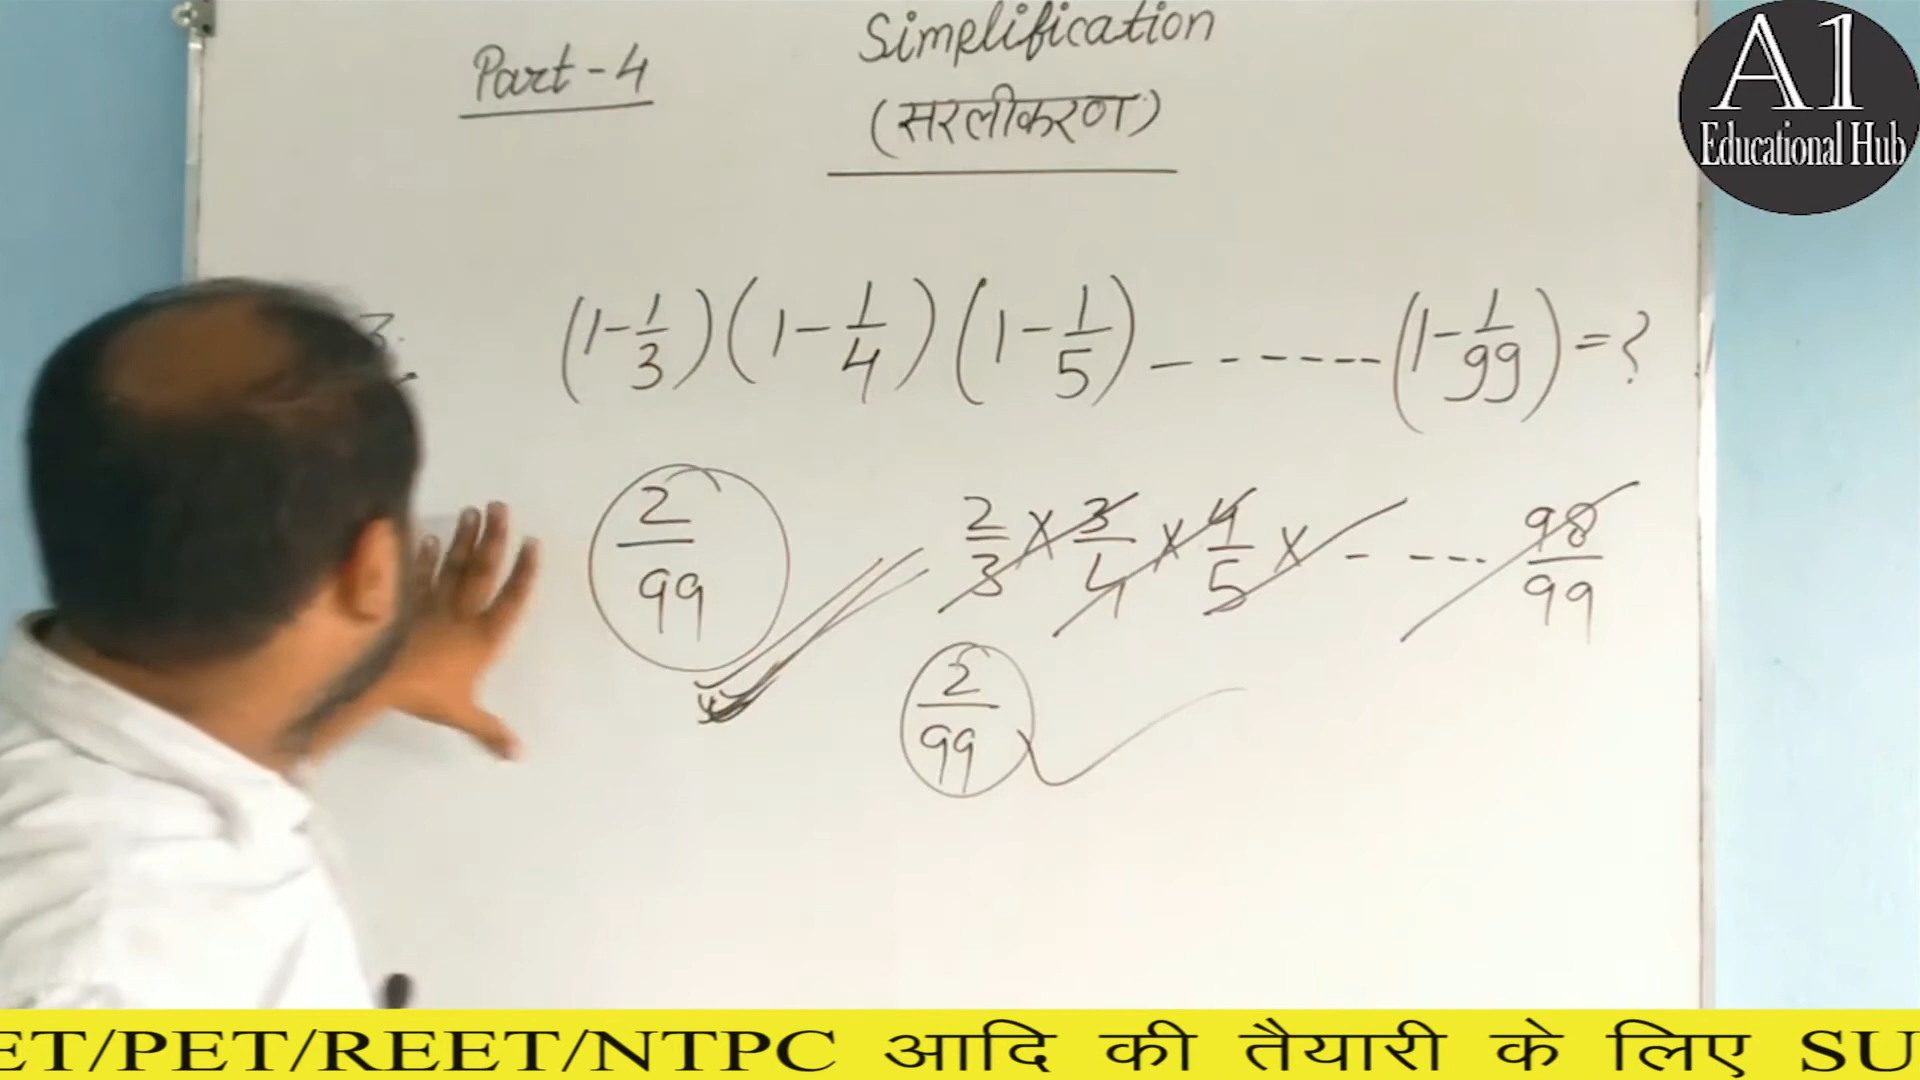 Part-4
Simplification
(सरलीकरण)
A1
Educational Hub
3.
(1-1/3)(1-1/4)(1-1/5)-------(1-1/99)=?
2/99
2/3×3/4×4/5×-----98/99
2/99
ET/PET/REET/NTPC आदि की तैयारी के लिए SU